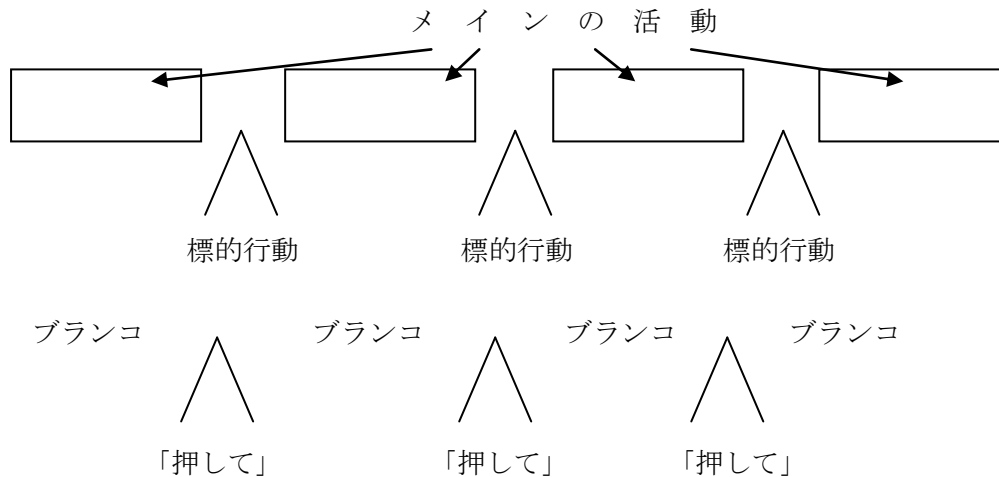 メ イ ン の 活 動
標的行動 標的行動 標的行動
ブランコ ブランコ ブランコ ブランコ
「押して」 「押して」 「押して」